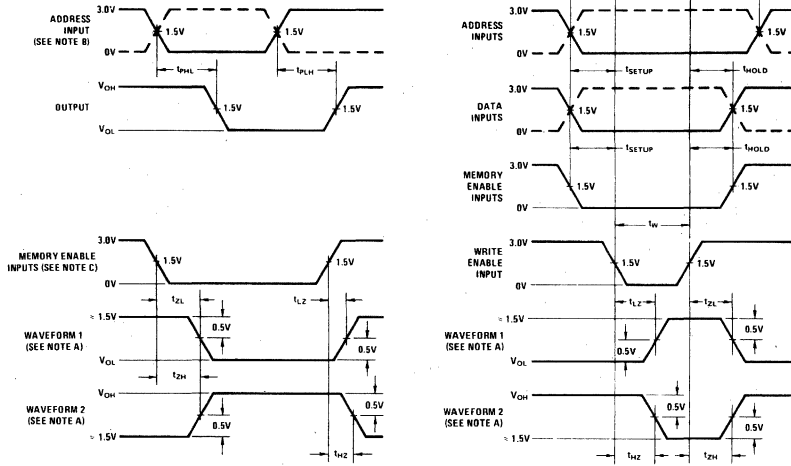 3.0V
ADDRESS
INPUT
(SEE NOTE B)
1.5V
1.5V
0V
tPHL
tPLH
VOH
OUTPUT
1.5V
1.5V
VOL
3.0V
MEMORY ENABLE
INPUTS (SEE NOTE C)
1.5V
1.5V
0V
tZL
tLZ
≈ 1.5V
WAVEFORM 1
(SEE NOTE A)
0.5V
0.5V
VOL
tZH
VOH
WAVEFORM 2
(SEE NOTE A)
0.5V
0.5V
≈ 1.5V
tHZ
3.0V
ADDRESS
INPUTS
1.5V
1.5V
0V
tSETUP
tHOLD
3.0V
DATA
INPUTS
1.5V
1.5V
0V
tSETUP
tHOLD
3.0V
MEMORY
ENABLE
INPUTS
1.5V
1.5V
0V
tW
3.0V
WRITE
ENABLE
INPUT
1.5V
1.5V
0V
tLZ
tZL
≈ 1.5V
WAVEFORM 1
(SEE NOTE A)
0.5V
0.5V
VOL
VOH
WAVEFORM 2
(SEE NOTE A)
0.5V
0.5V
≈ 1.5V
tHZ
tZH